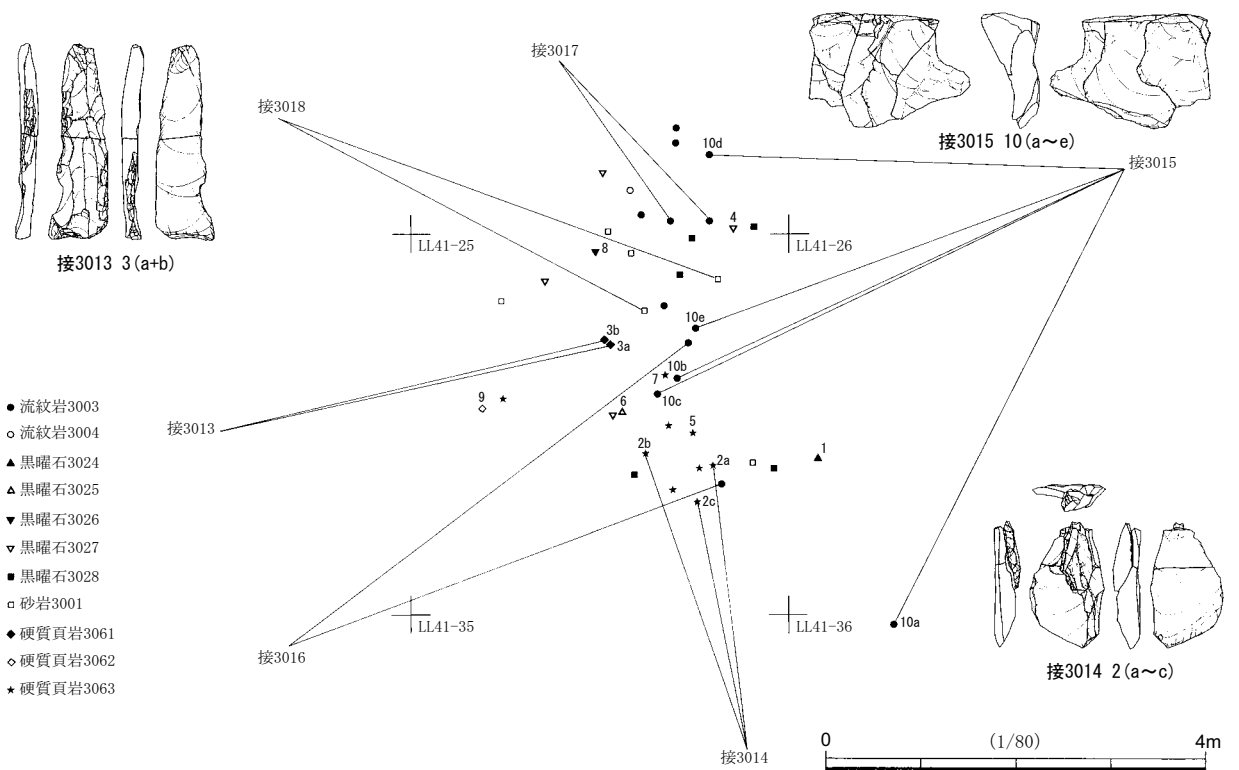 接3017
接3018
10d
接3015 10(a~e)
接3015
4
LL41-25
8
LL41-26
接3013 3(a+b)
10e
3b
3a
10b
7
10c
流紋岩3003
流紋岩3004
黒曜石3024
黒曜石3025
黒曜石3026
黒曜石3027
黒曜石3028
砂岩3001
硬質頁岩3061
硬質頁岩3062
硬質頁岩3063
9
6
接3013
5
2b
2a
1
2c
LL41-35
LL41-36
10a
接3016
接3014 2(a~c)
接3014
0 (1/80) 4m